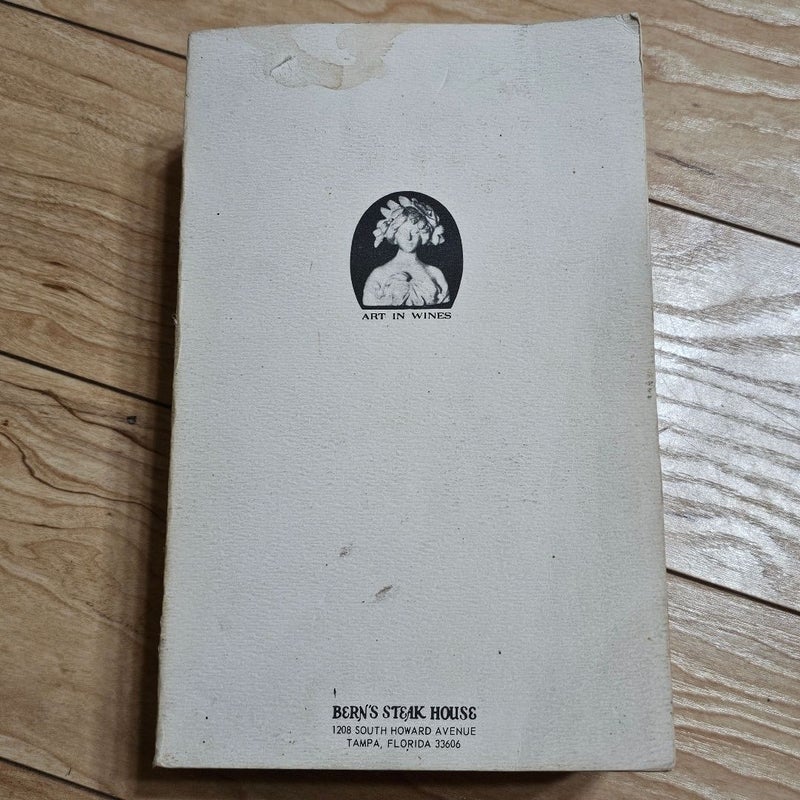 ART IN WINES
BERN'S STEAK HOUSE
1208 SOUTH HOWARD AVENUE
TAMPA, FLORIDA 33606